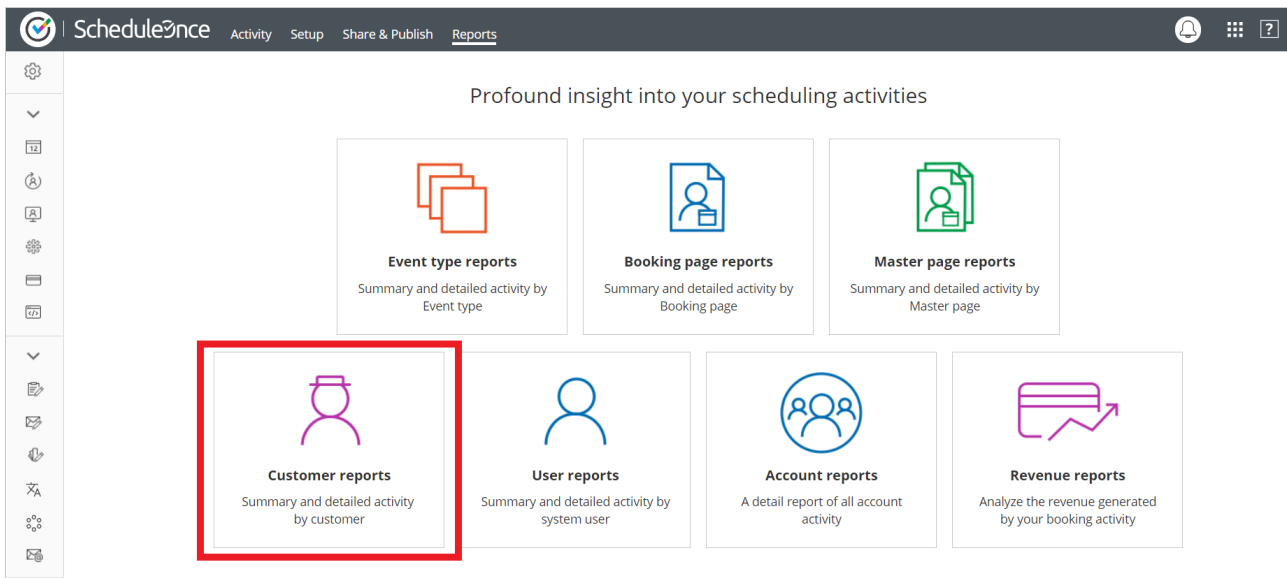 ScheduleOnce Activity Setup Share & Publish Reports ?
Profound insight into your scheduling activities
12
Event type reports
Summary and detailed activity by
Event type
Booking page reports
Summary and detailed activity by
Booking page
Master page reports
Summary and detailed activity by
Master page
Customer reports
Summary and detailed activity
by customer
User reports
Summary and detailed activity by
system user
Account reports
A detail report of all account
activity
Revenue reports
Analyze the revenue generated
by your booking activity